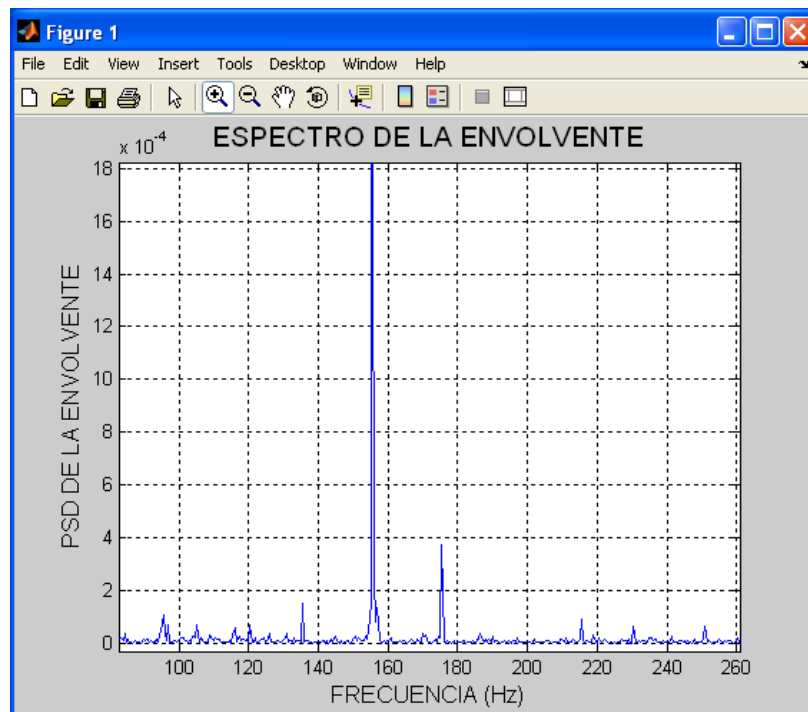 Figure 1
File Edit View Insert Tools Desktop Window Help
x 10^-4
ESPECTRO DE LA ENVOLVENTE
18
16
14
12
10
8
6
4
2
0
PSD DE LA ENVOLVENTE
100 120 140 160 180 200 220 240 260
FRECUENCIA (Hz)